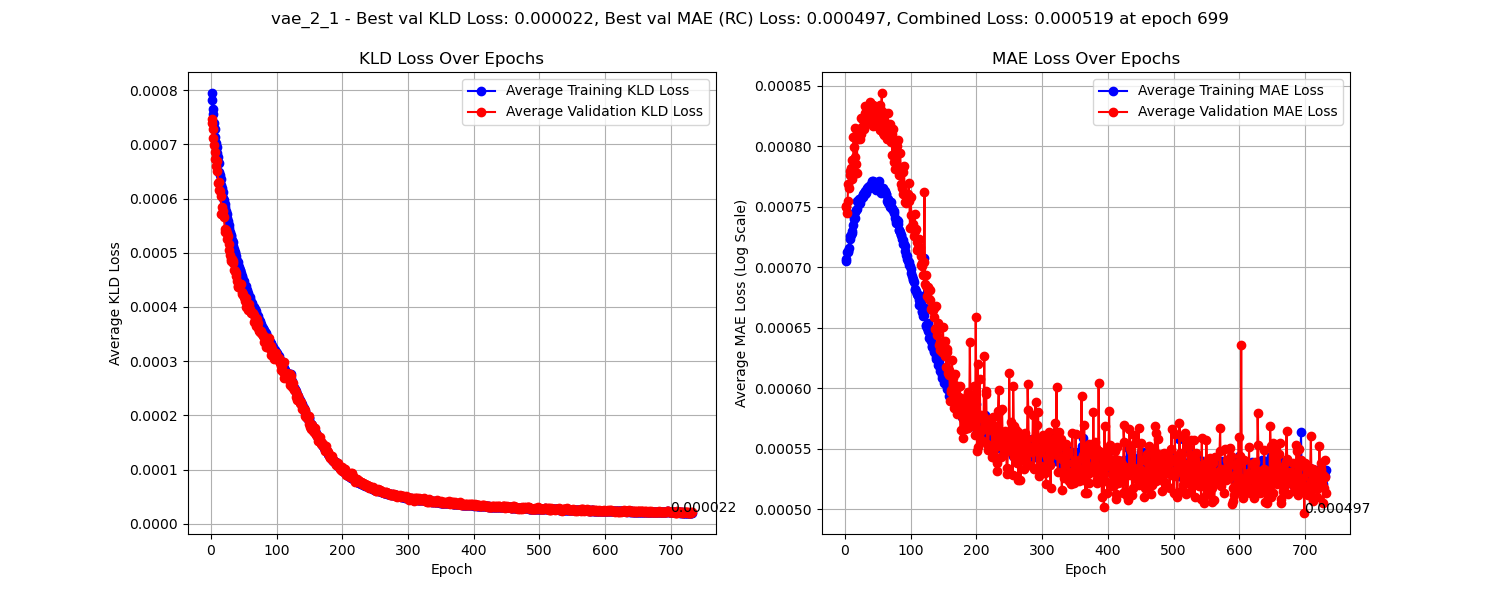 vae_2_1 - Best val KLD Loss: 0.000022, Best val MAE (RC) Loss: 0.000497, Combined Loss: 0.000519 at epoch 699
KLD Loss Over Epochs
Average Training KLD Loss
Average Validation KLD Loss
Average KLD Loss
0.0008
0.0007
0.0006
0.0005
0.0004
0.0003
0.0002
0.0001
0.0000
0.000022
0 100 200 300 400 500 600 700
Epoch
MAE Loss Over Epochs
Average Training MAE Loss
Average Validation MAE Loss
Average MAE Loss (Log Scale)
0.00085
0.00080
0.00075
0.00070
0.00065
0.00060
0.00055
0.00050
0.000497
0 100 200 300 400 500 600 700
Epoch